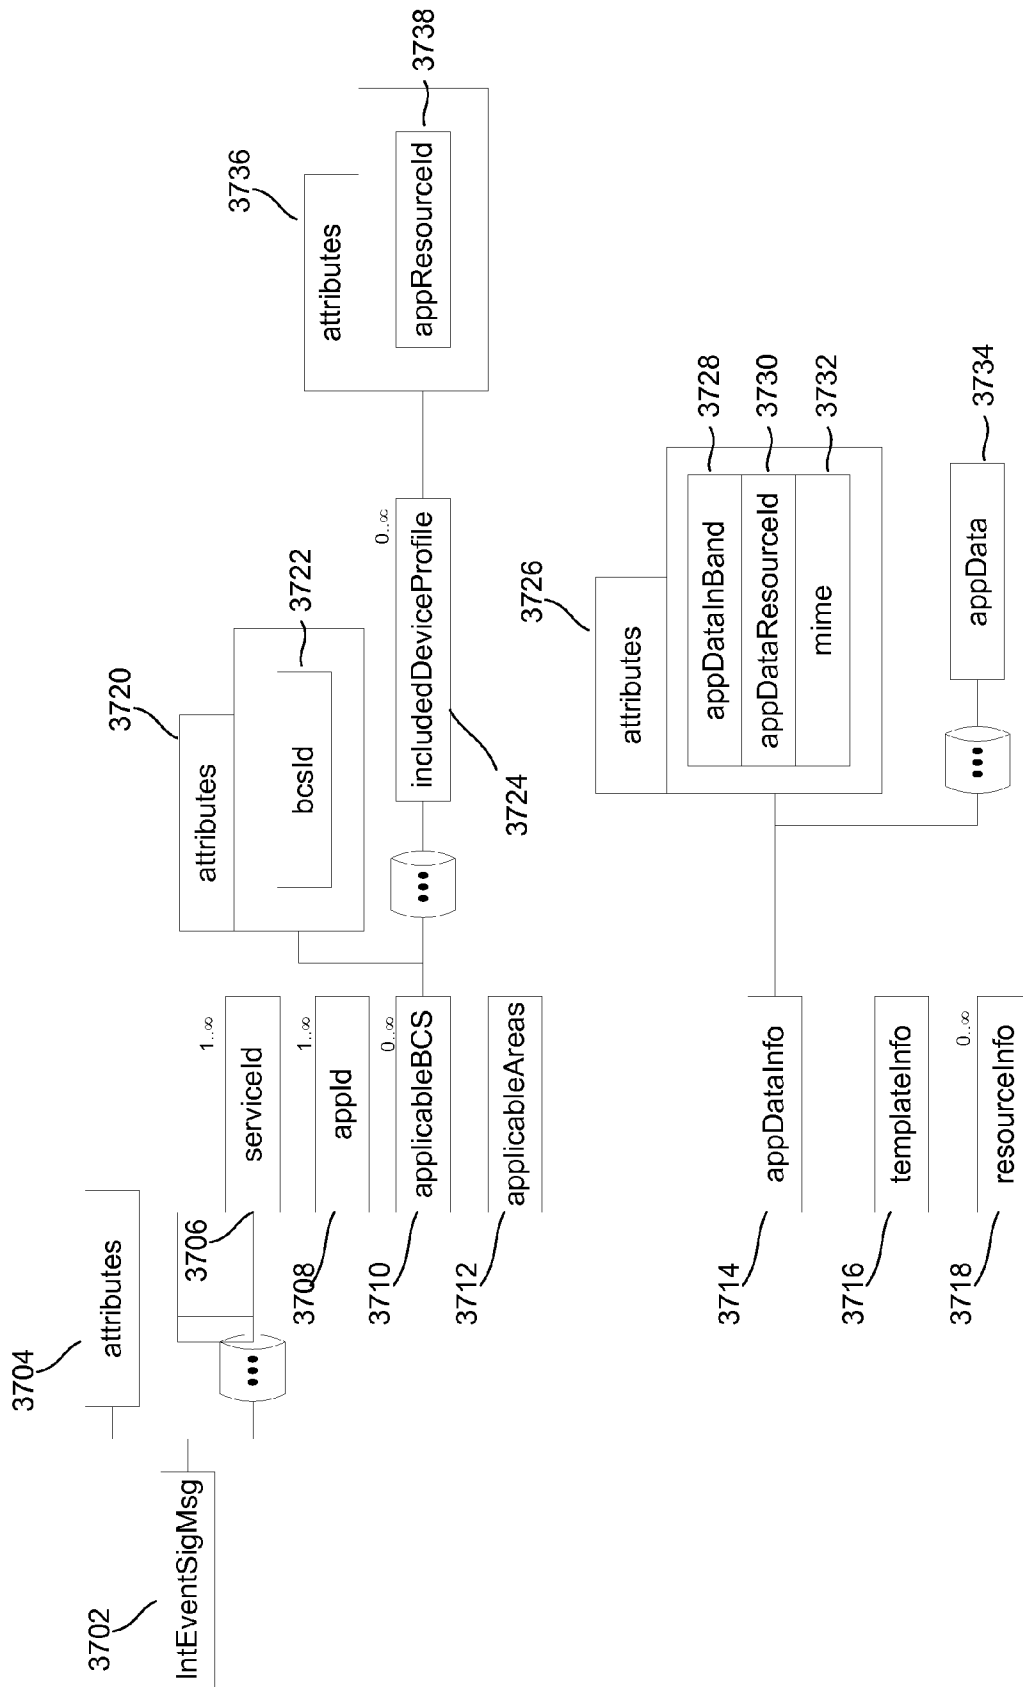 3702
IntEventSigMsg
3704
attributes
•••
3706
serviceId
1..∞
3708
appId
1..∞
3710
applicableBCS
0..∞
3712
applicableAreas
3714
appDataInfo
3716
templateInfo
3718
resourceInfo
0..∞
3720
attributes
bcsId
3722
•••
includedDeviceProfile
0..∞
3724
3726
attributes
appDataInBand
3728
appDataResourceId
3730
mime
3732
•••
appData
3734
3736
attributes
appResourceId
3738